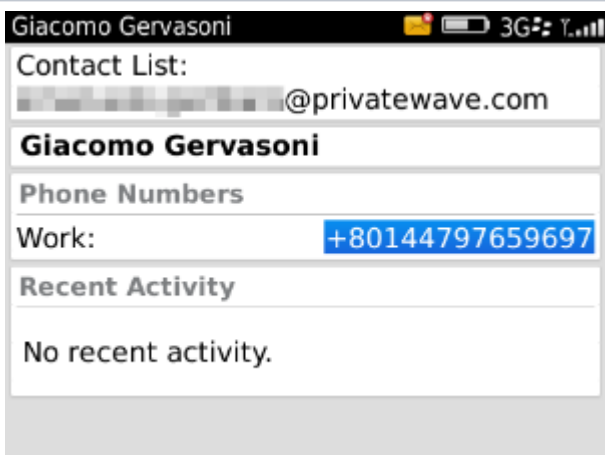 Giacomo Gervasoni 3G
Contact List:
@privatewave.com
Giacomo Gervasoni
Phone Numbers
Work: +80144797659697
Recent Activity
No recent activity.